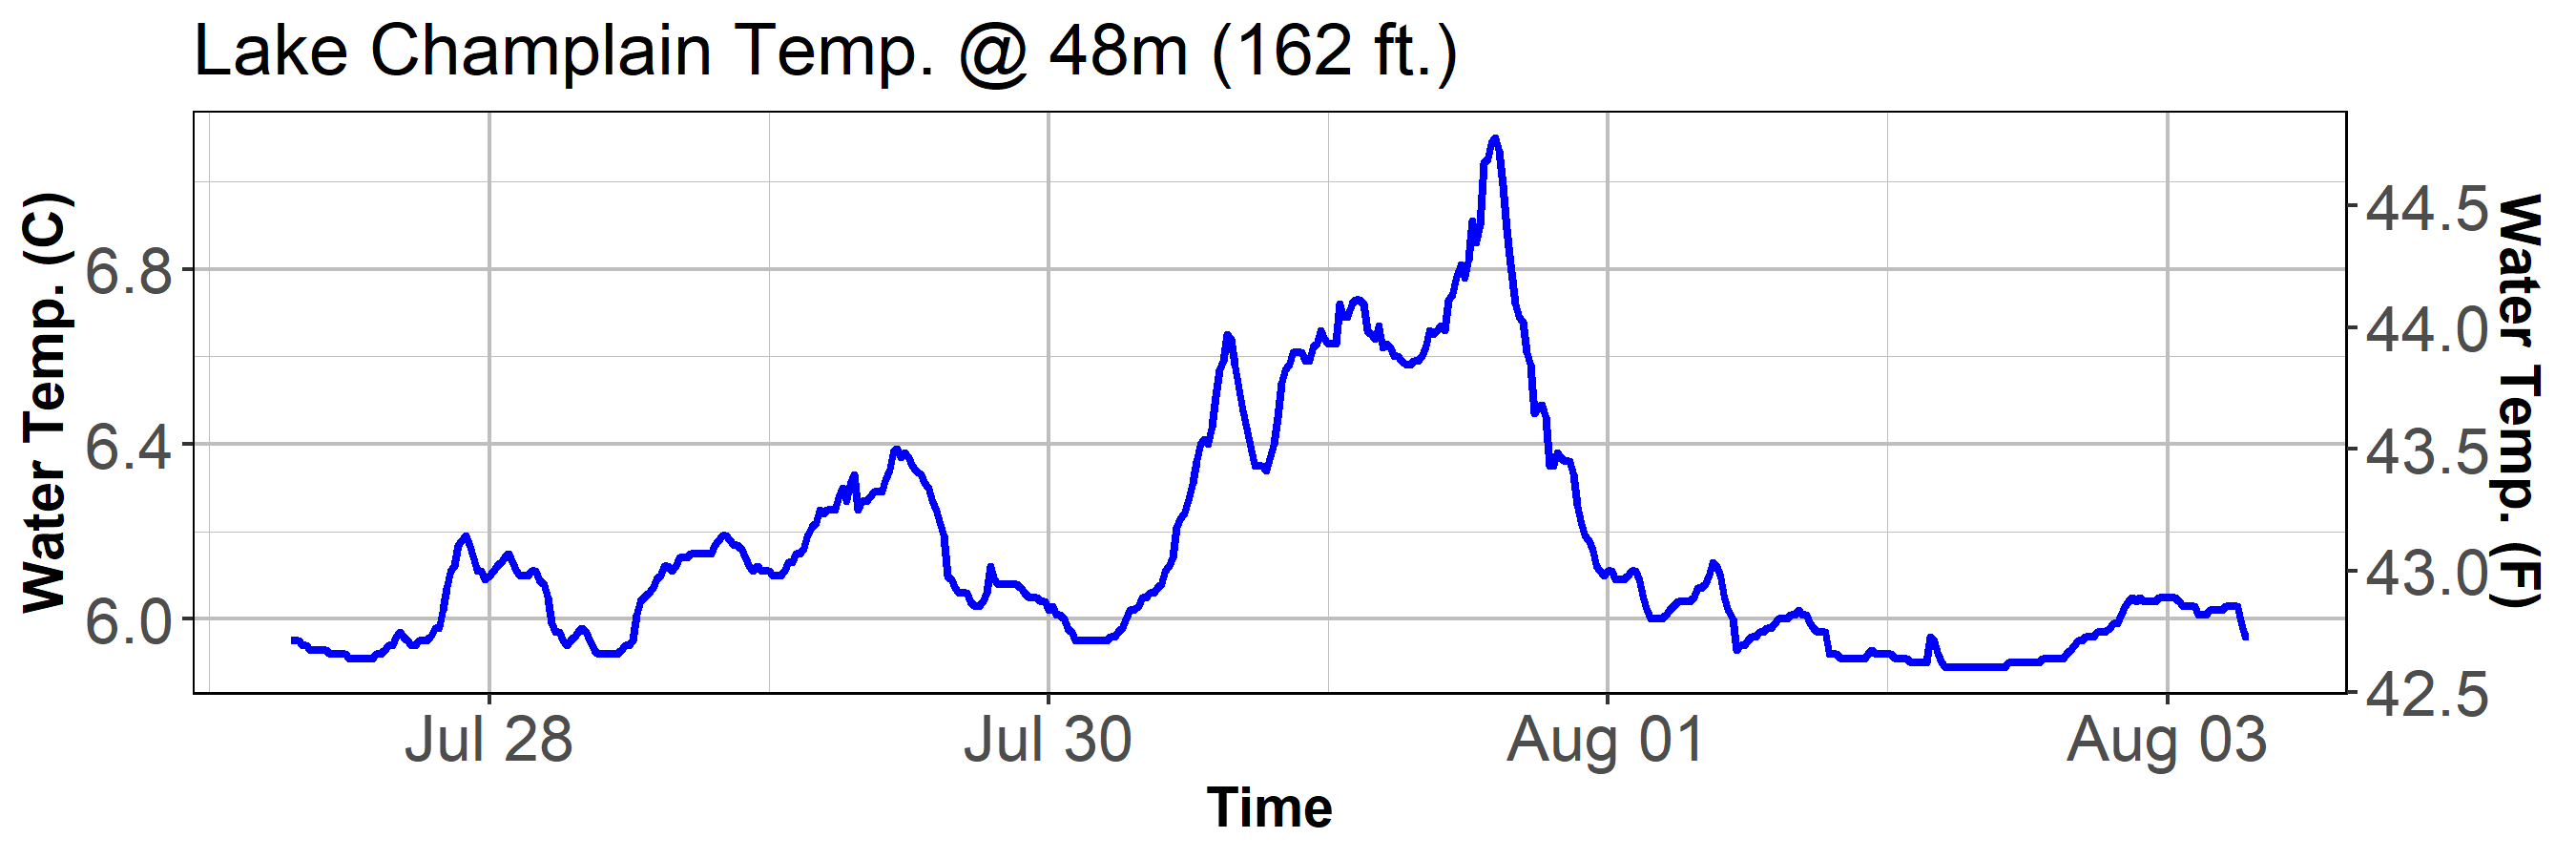 Lake Champlain Temp. @ 48m (162 ft.)
Water Temp. (C)
6.8
6.4
6.0
44.5
44.0
43.5
43.0
42.5
Water Temp. (F)
Jul 28
Jul 30
Aug 01
Aug 03
Time